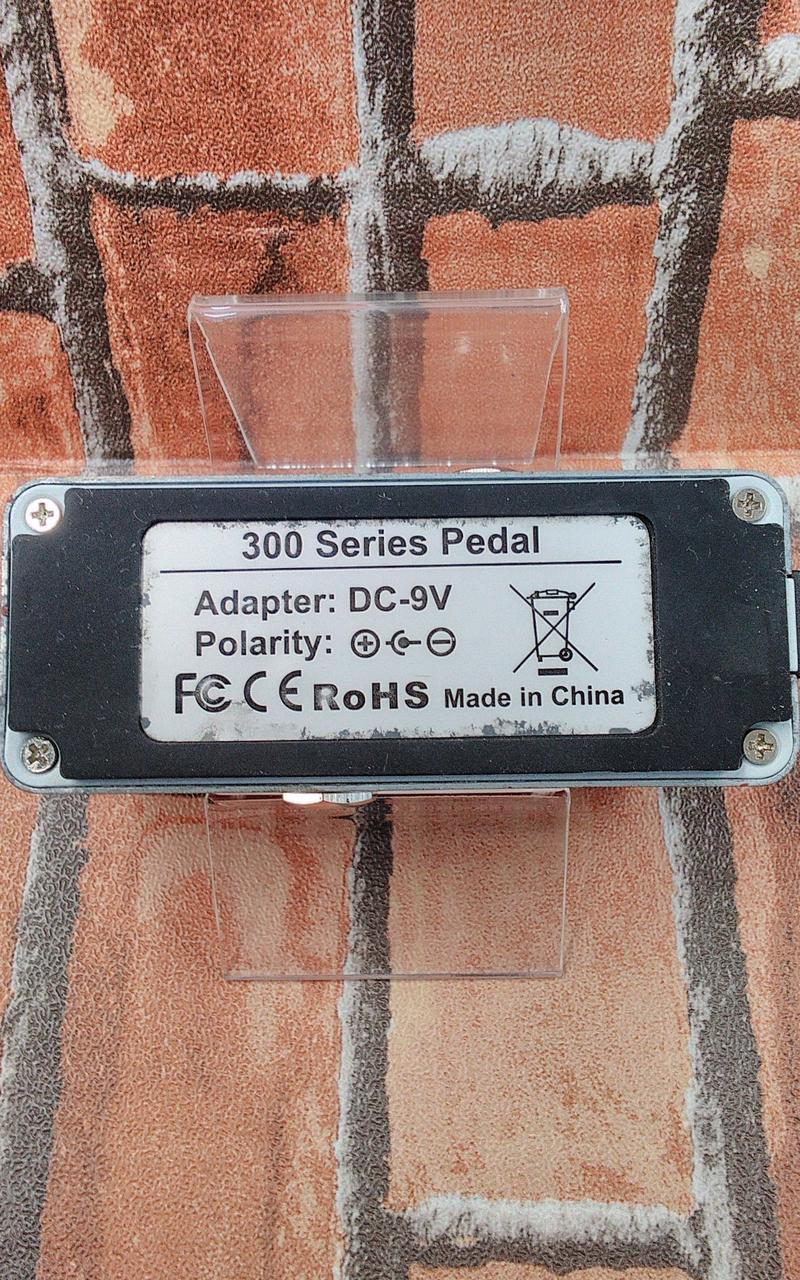 300 Series Pedal
Adapter: DC-9V
Polarity:
FC CE RoHS Made in China